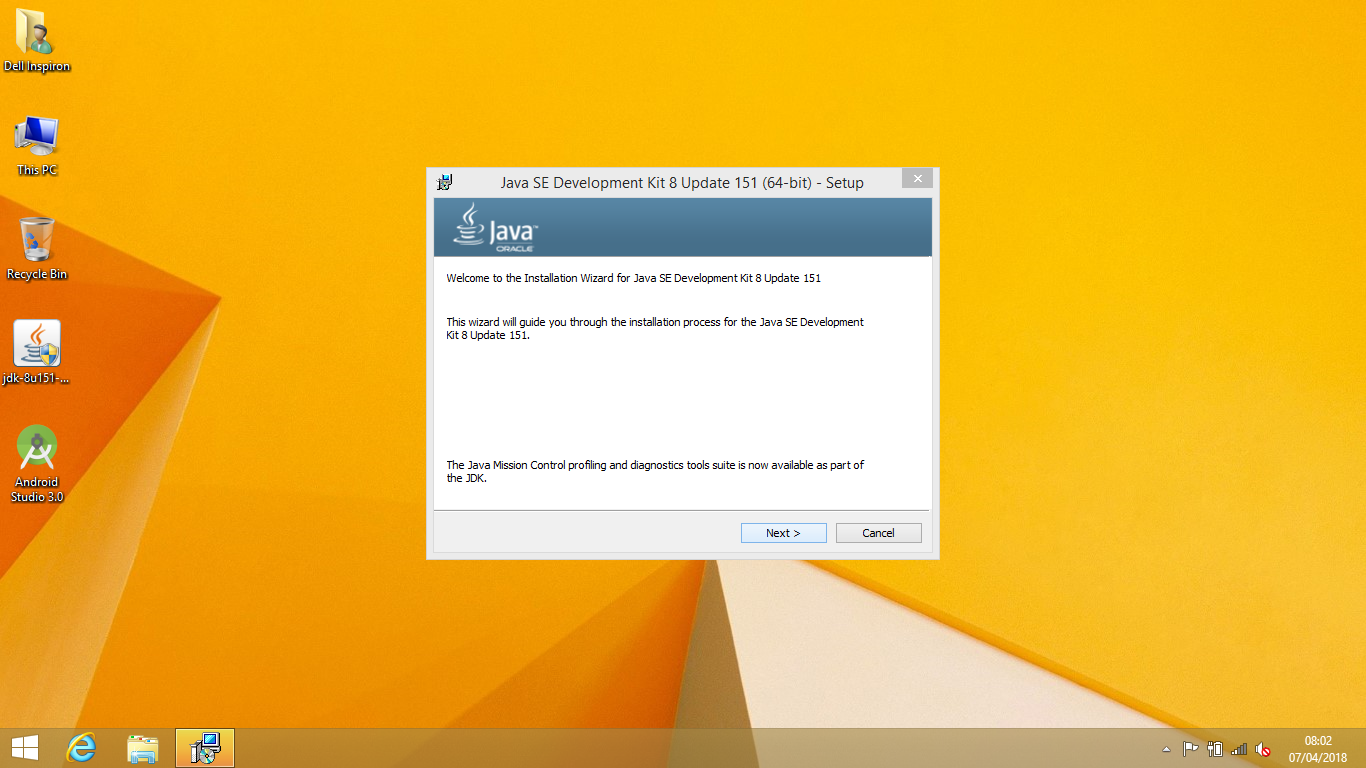 Dell Inspiron
This PC
Recycle Bin
jdk-8u151-...
Android
Studio 3.0
Java SE Development Kit 8 Update 151 (64-bit) - Setup
Java™
ORACLE
Welcome to the Installation Wizard for Java SE Development Kit 8 Update 151
This wizard will guide you through the installation process for the Java SE Development
Kit 8 Update 151.
The Java Mission Control profiling and diagnostics tools suite is now available as part of
the JDK.
Next >
Cancel
08:02
07/04/2018